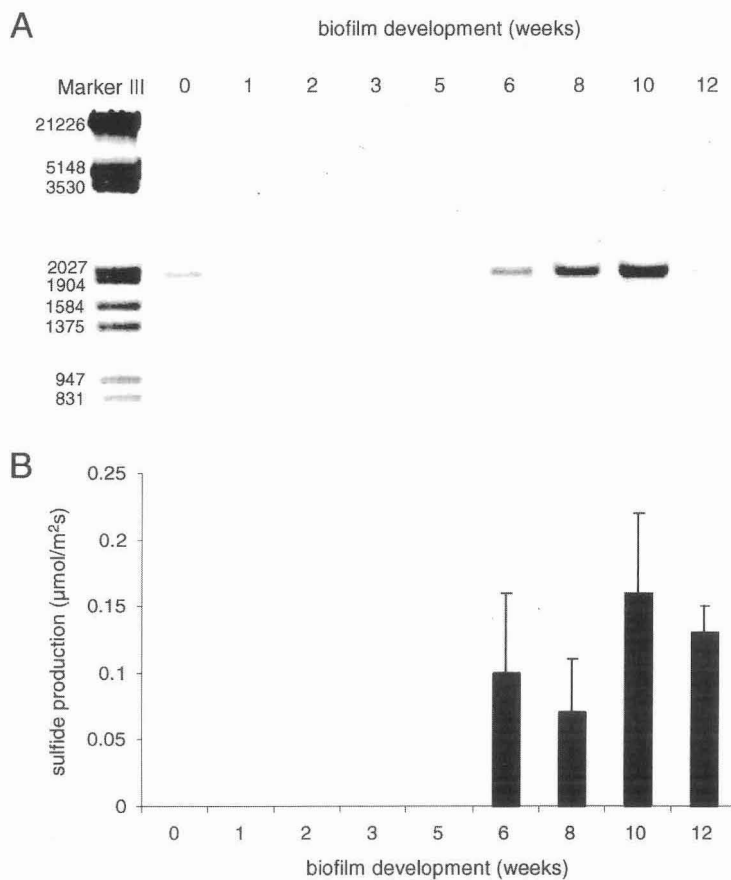 A
biofilm development (weeks)
Marker III 0 1 2 3 5 6 8 10 12
21226
5148
3530
2027
1904
1584
1375
947
831
B
0.25
0.2
0.15
0.1
0.05
0
sulfide production (µmol/m²s)
0 1 2 3 5 6 8 10 12
biofilm development (weeks)